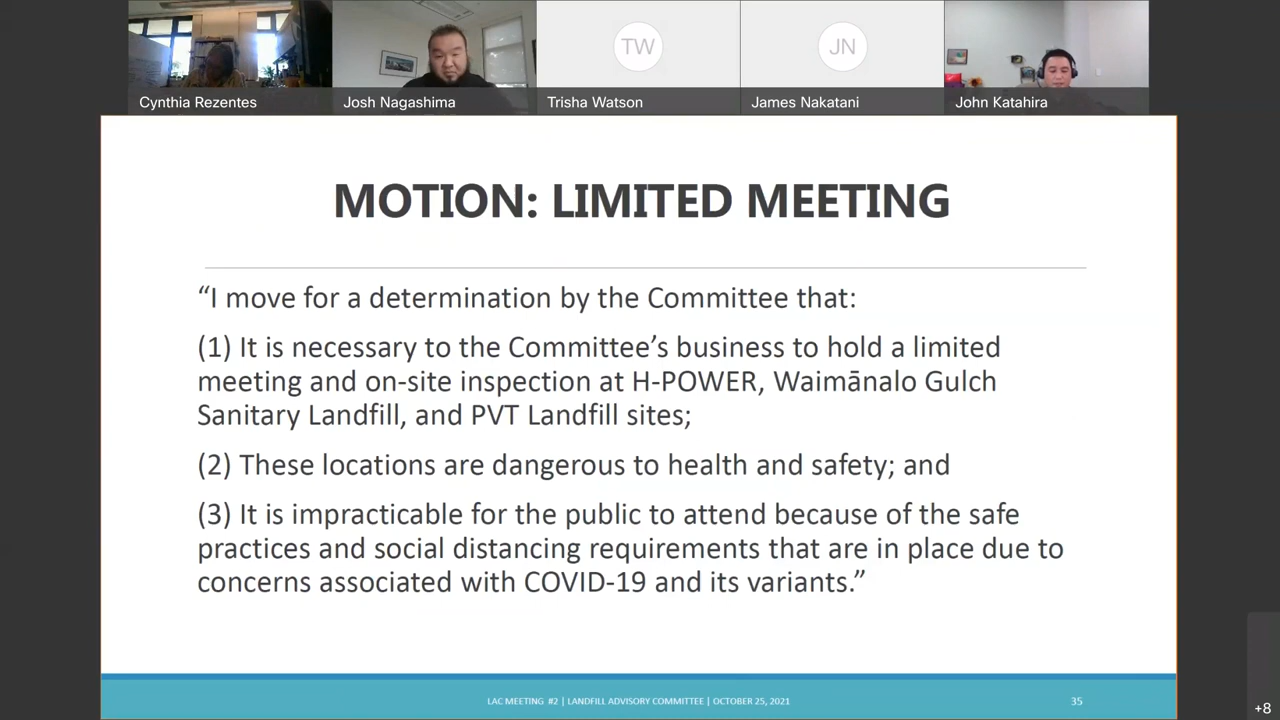 TW
JN
Cynthia Rezentes
Josh Nagashima
Trisha Watson
James Nakatani
John Katahira
MOTION: LIMITED MEETING
“I move for a determination by the Committee that:
(1) It is necessary to the Committee’s business to hold a limited
meeting and on-site inspection at H-POWER, Waimānalo Gulch
Sanitary Landfill, and PVT Landfill sites;
(2) These locations are dangerous to health and safety; and
(3) It is impracticable for the public to attend because of the safe
practices and social distancing requirements that are in place due to
concerns associated with COVID-19 and its variants.”
LAC MEETING #2 | LANDFILL ADVISORY COMMITTEE | OCTOBER 25, 2021
35
+8